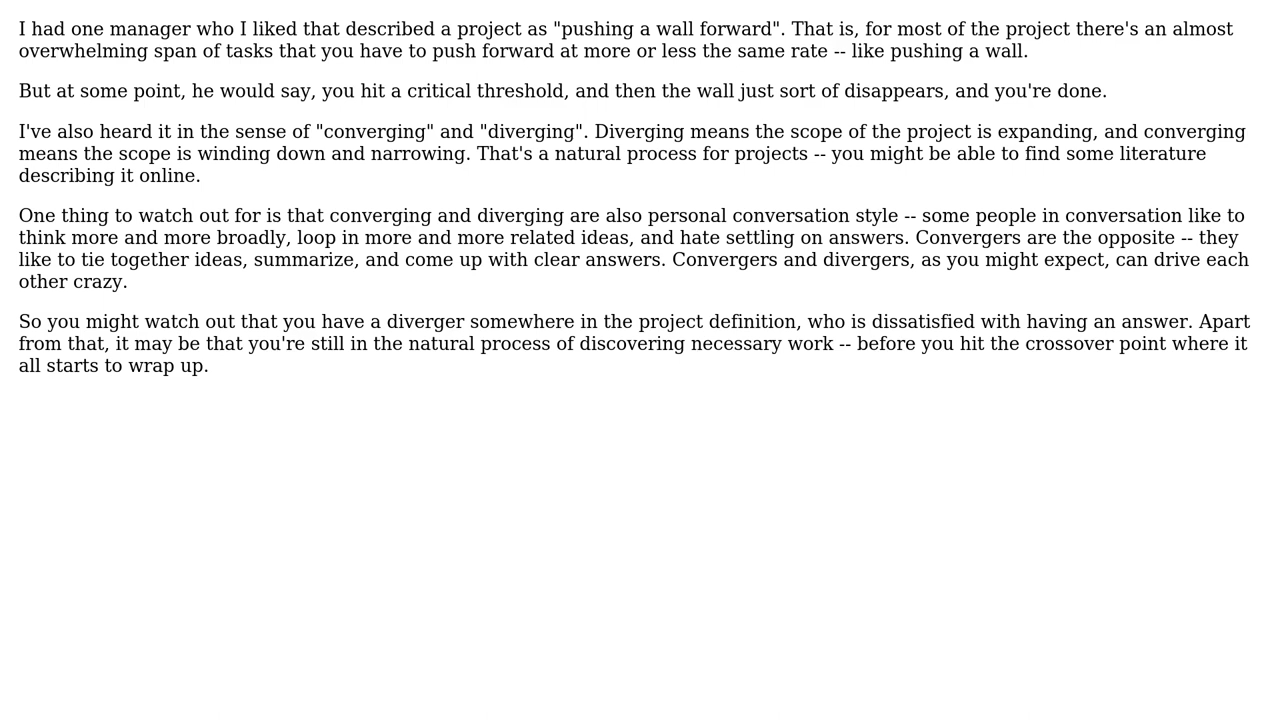 I had one manager who I liked that described a project as "pushing a wall forward". That is, for most of the project there's an almost
overwhelming span of tasks that you have to push forward at more or less the same rate -- like pushing a wall.
But at some point, he would say, you hit a critical threshold, and then the wall just sort of disappears, and you're done.
I've also heard it in the sense of "converging" and "diverging". Diverging means the scope of the project is expanding, and converging
means the scope is winding down and narrowing. That's a natural process for projects -- you might be able to find some literature
describing it online.
One thing to watch out for is that converging and diverging are also personal conversation style -- some people in conversation like to
think more and more broadly, loop in more and more related ideas, and hate settling on answers. Convergers are the opposite -- they
like to tie together ideas, summarize, and come up with clear answers. Convergers and divergers, as you might expect, can drive each
other crazy.
So you might watch out that you have a diverger somewhere in the project definition, who is dissatisfied with having an answer. Apart
from that, it may be that you're still in the natural process of discovering necessary work -- before you hit the crossover point where it
all starts to wrap up.